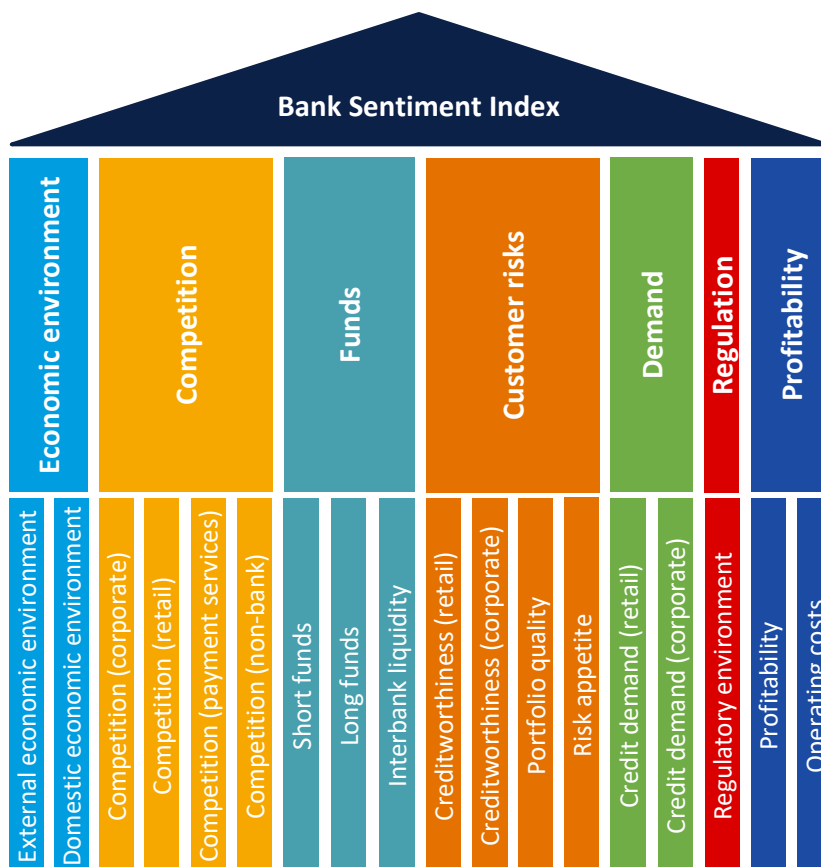 Bank Sentiment Index
Economic environment
Competition
Funds
Customer risks
Demand
Regulation
Profitability
External economic environment
Domestic economic environment
Competition (corporate)
Competition (retail)
Competition (payment services)
Competition (non-bank)
Short funds
Long funds
Interbank liquidity
Creditworthiness (retail)
Creditworthiness (corporate)
Portfolio quality
Risk appetite
Credit demand (retail)
Credit demand (corporate)
Regulatory environment
Profitability
Operating costs